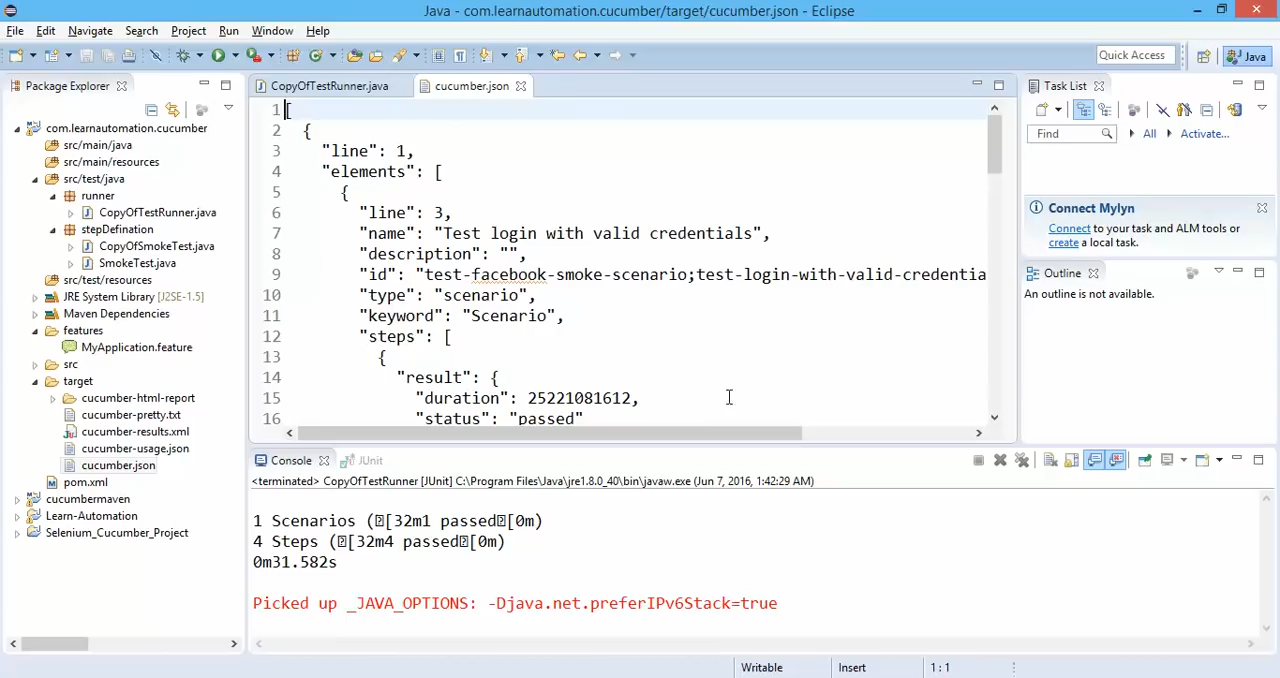 Java - com.learnautomation.cucumber/target/cucumber.json - Eclipse
File Edit Navigate Search Project Run Window Help
Quick Access
Java
Package Explorer
com.learnautomation.cucumber
src/main/java
src/main/resources
src/test/java
runner
CopyOfTestRunner.java
stepDefination
CopyOfSmokeTest.java
SmokeTest.java
src/test/resources
JRE System Library [J2SE-1.5]
Maven Dependencies
features
MyApplication.feature
src
target
cucumber-html-report
cucumber-pretty.txt
cucumber-results.xml
cucumber-usage.json
cucumber.json
pom.xml
cucumbermaven
Learn-Automation
Selenium_Cucumber_Project
CopyOfTestRunner.java cucumber.json
1 [
2 {
3 "line": 1,
4 "elements": [
5 {
6 "line": 3,
7 "name": "Test login with valid credentials",
8 "description": "",
9 "id": "test-facebook-smoke-scenario;test-login-with-valid-credentia
10 "type": "scenario",
11 "keyword": "Scenario",
12 "steps": [
13 {
14 "result": {
15 "duration": 25221081612,
16 "status": "passed"
Task List
Find All Activate...
Connect Mylyn
Connect to your task and ALM tools or
create a local task.
Outline
An outline is not available.
Console JUnit
<terminated> CopyOfTestRunner [JUnit] C:\Program Files\Java\jre1.8.0_40\bin\javaw.exe (Jun 7, 2016, 1:42:29 AM)
1 Scenarios ([32m1 passed[0m)
4 Steps ([32m4 passed[0m)
0m31.582s
Picked up _JAVA_OPTIONS: -Djava.net.preferIPv6Stack=true
Writable Insert 1 : 1